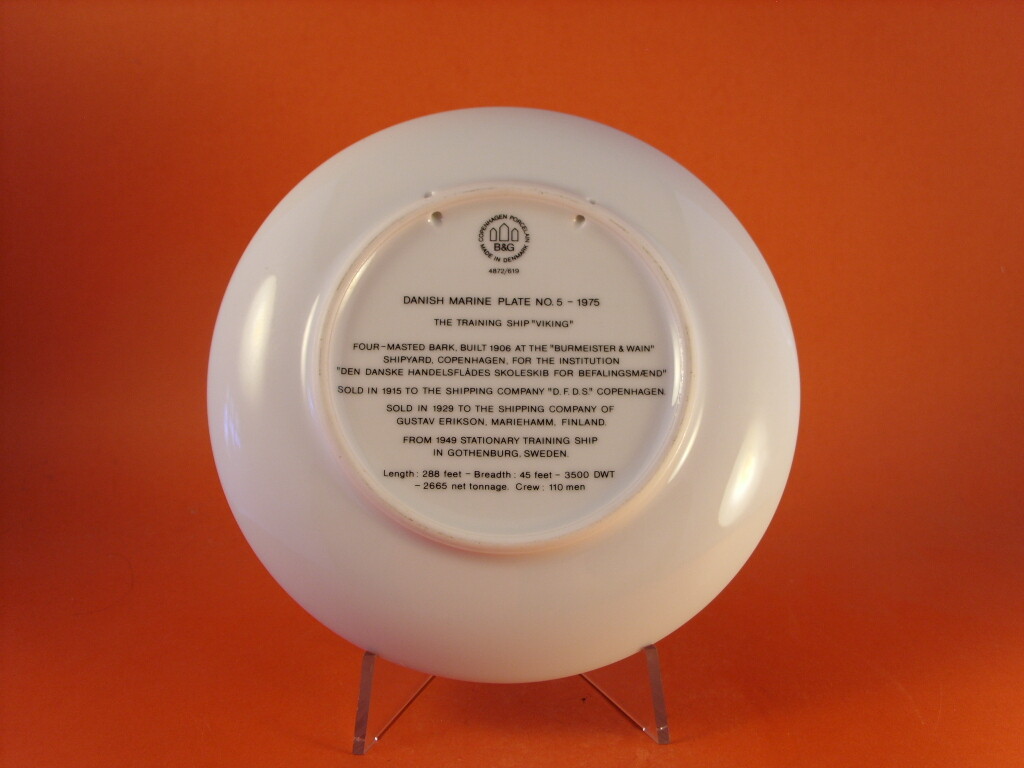 COPENHAGEN PORCELAIN
B&G
MADE IN DENMARK
4872/619
DANISH MARINE PLATE NO. 5 - 1975
THE TRAINING SHIP "VIKING"
FOUR-MASTED BARK, BUILT 1906 AT THE "BURMEISTER & WAIN"
SHIPYARD, COPENHAGEN, FOR THE INSTITUTION
"DEN DANSKE HANDELSFLÅDES SKOLESKIB FOR BEFALINGSMÆND"
SOLD IN 1915 TO THE SHIPPING COMPANY "D.F.D.S." COPENHAGEN.
SOLD IN 1929 TO THE SHIPPING COMPANY OF
GUSTAV ERIKSON, MARIEHAMM, FINLAND.
FROM 1949 STATIONARY TRAINING SHIP
IN GOTHENBURG, SWEDEN.
Length: 288 feet - Breadth: 45 feet - 3500 DWT
- 2665 net tonnage. Crew: 110 men